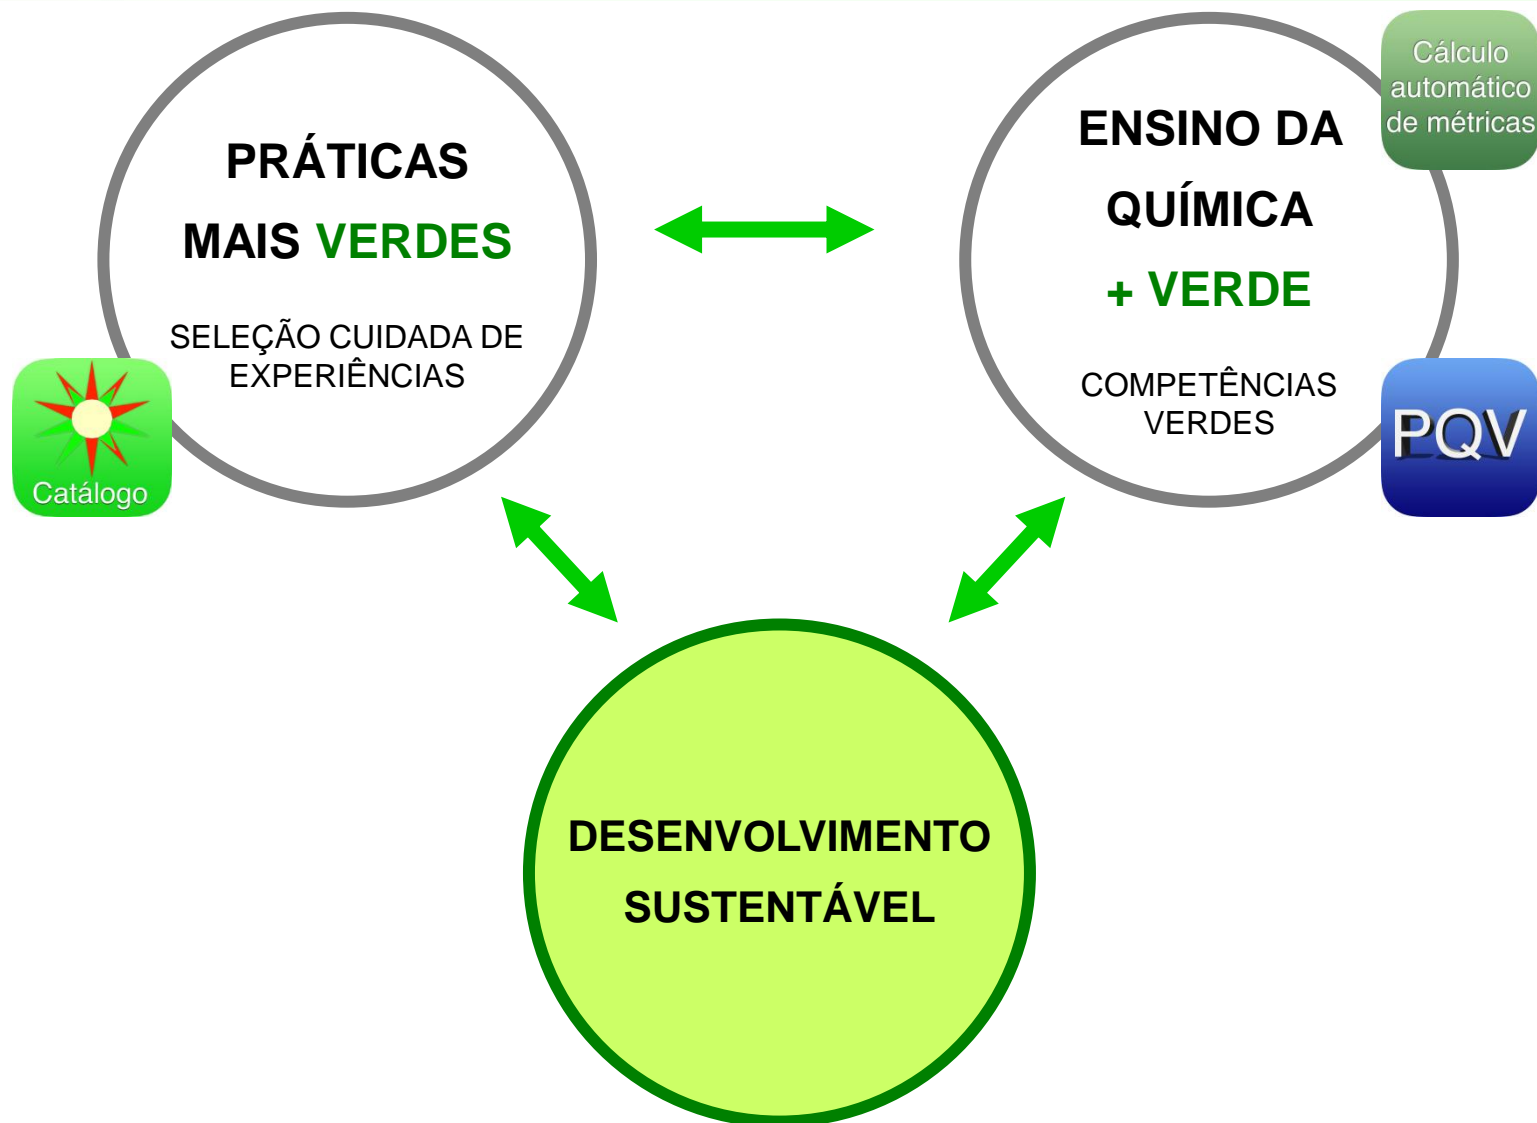 PRÁTICAS
MAIS VERDES
SELEÇÃO CUIDADA DE
EXPERIÊNCIAS
Catálogo
ENSINO DA
QUÍMICA
+ VERDE
COMPETÊNCIAS
VERDES
Cálculo
automático
de métricas
PQV
DESENVOLVIMENTO
SUSTENTÁVEL